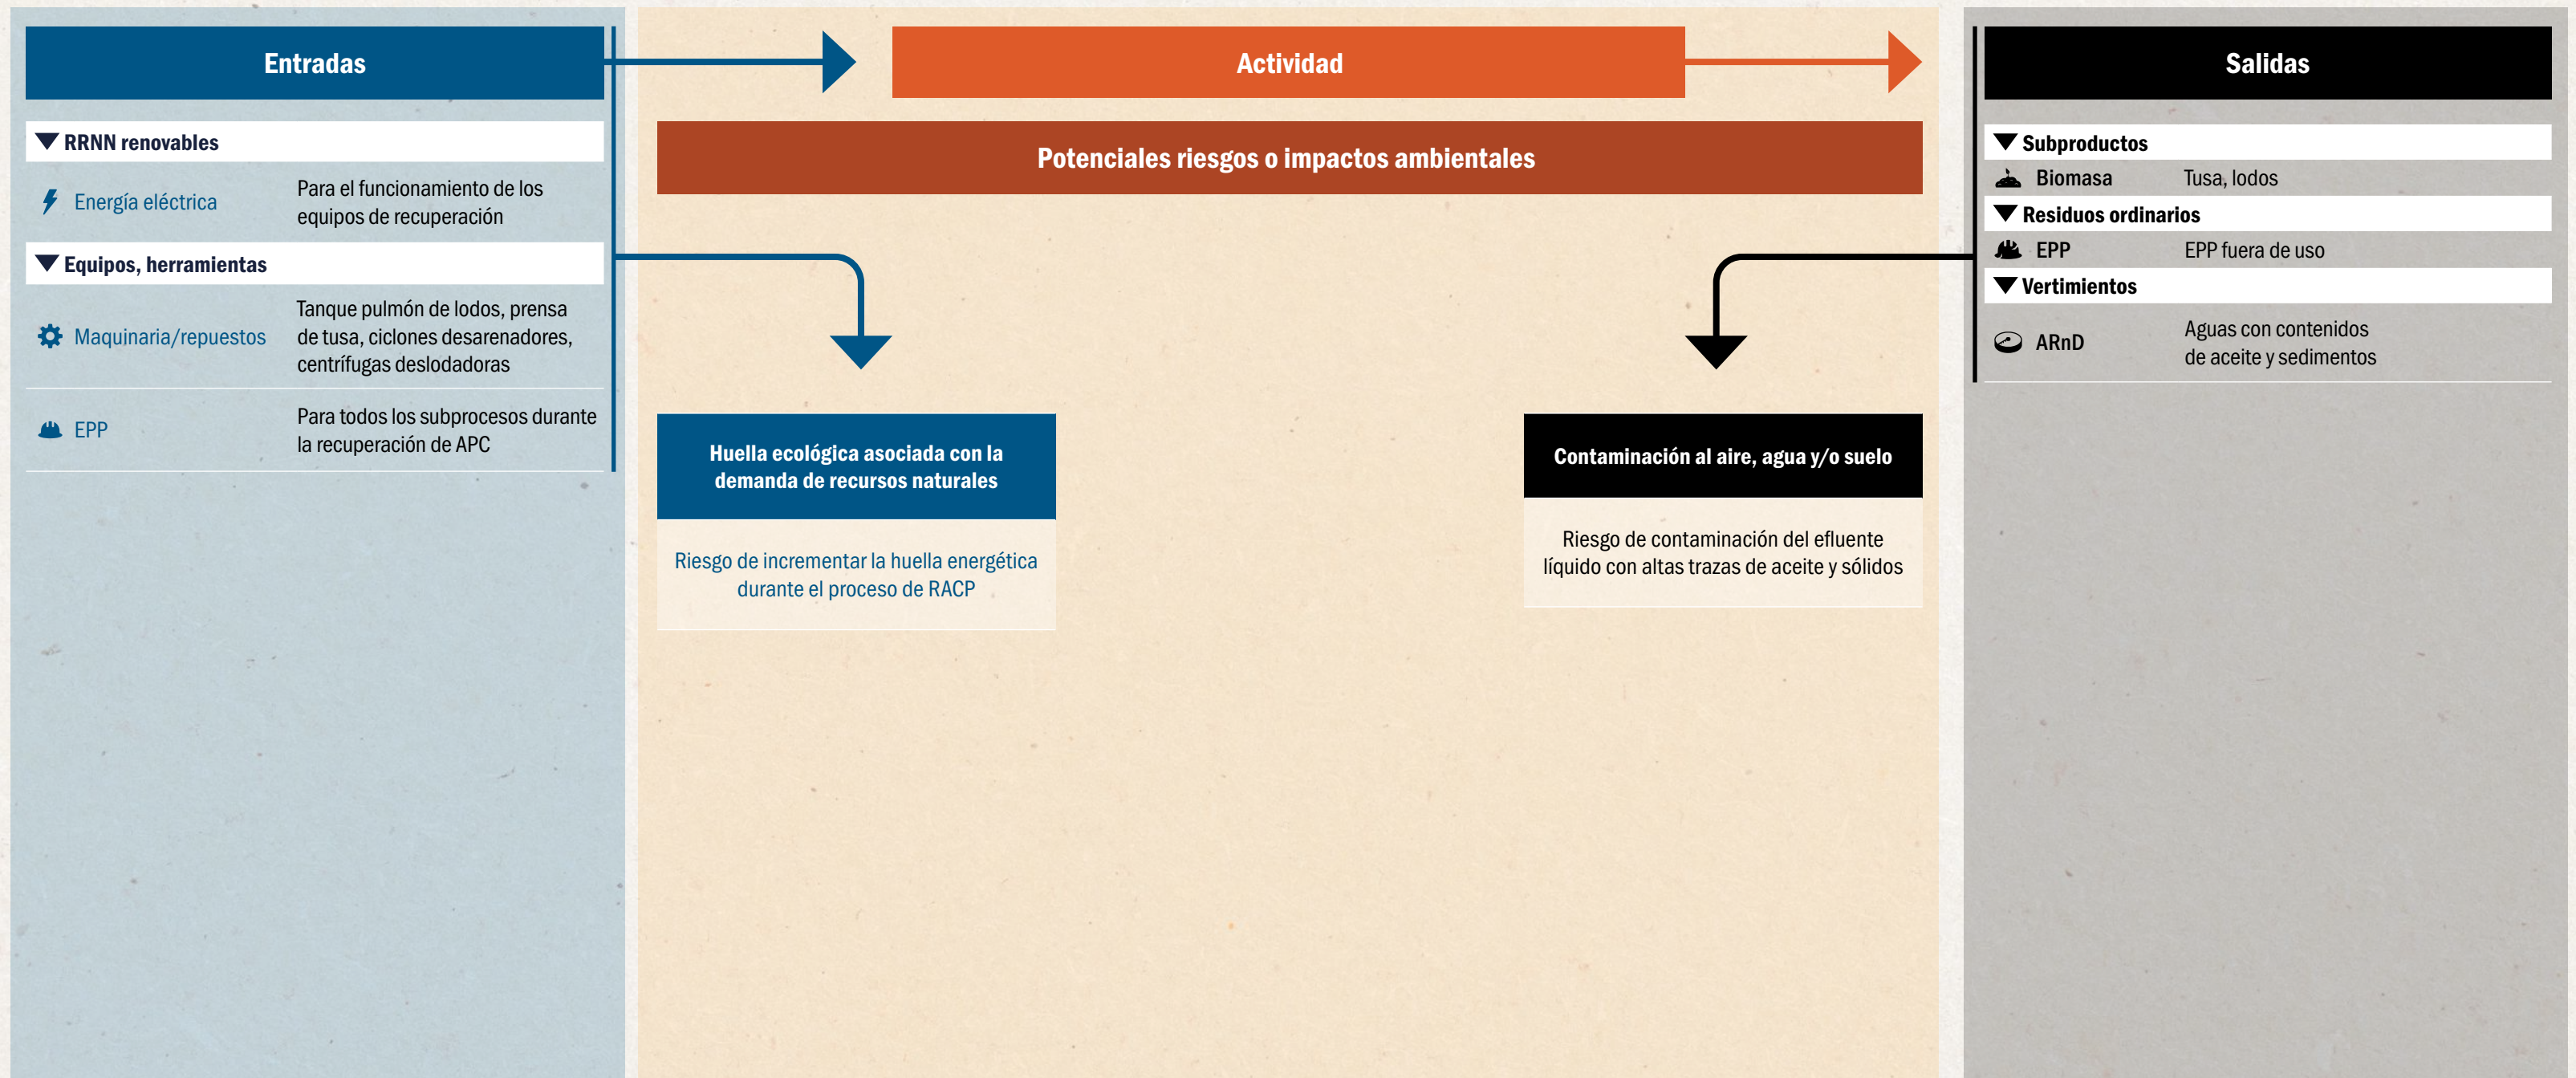 Entradas
RRNN renovables
Energía eléctrica
Para el funcionamiento de los
equipos de recuperación
Equipos, herramientas
Maquinaria/repuestos
Tanque pulmón de lodos, prensa
de tusa, ciclones desarenadores,
centrífugas deslodadoras
EPP
Para todos los subprocesos durante
la recuperación de APC
Actividad
Potenciales riesgos o impactos ambientales
Huella ecológica asociada con la
demanda de recursos naturales
Riesgo de incrementar la huella energética
durante el proceso de RACP
Contaminación al aire, agua y/o suelo
Riesgo de contaminación del efluente
líquido con altas trazas de aceite y sólidos
Salidas
Subproductos
Biomasa
Tusa, lodos
Residuos ordinarios
EPP
EPP fuera de uso
Vertimientos
ARnD
Aguas con contenidos
de aceite y sedimentos